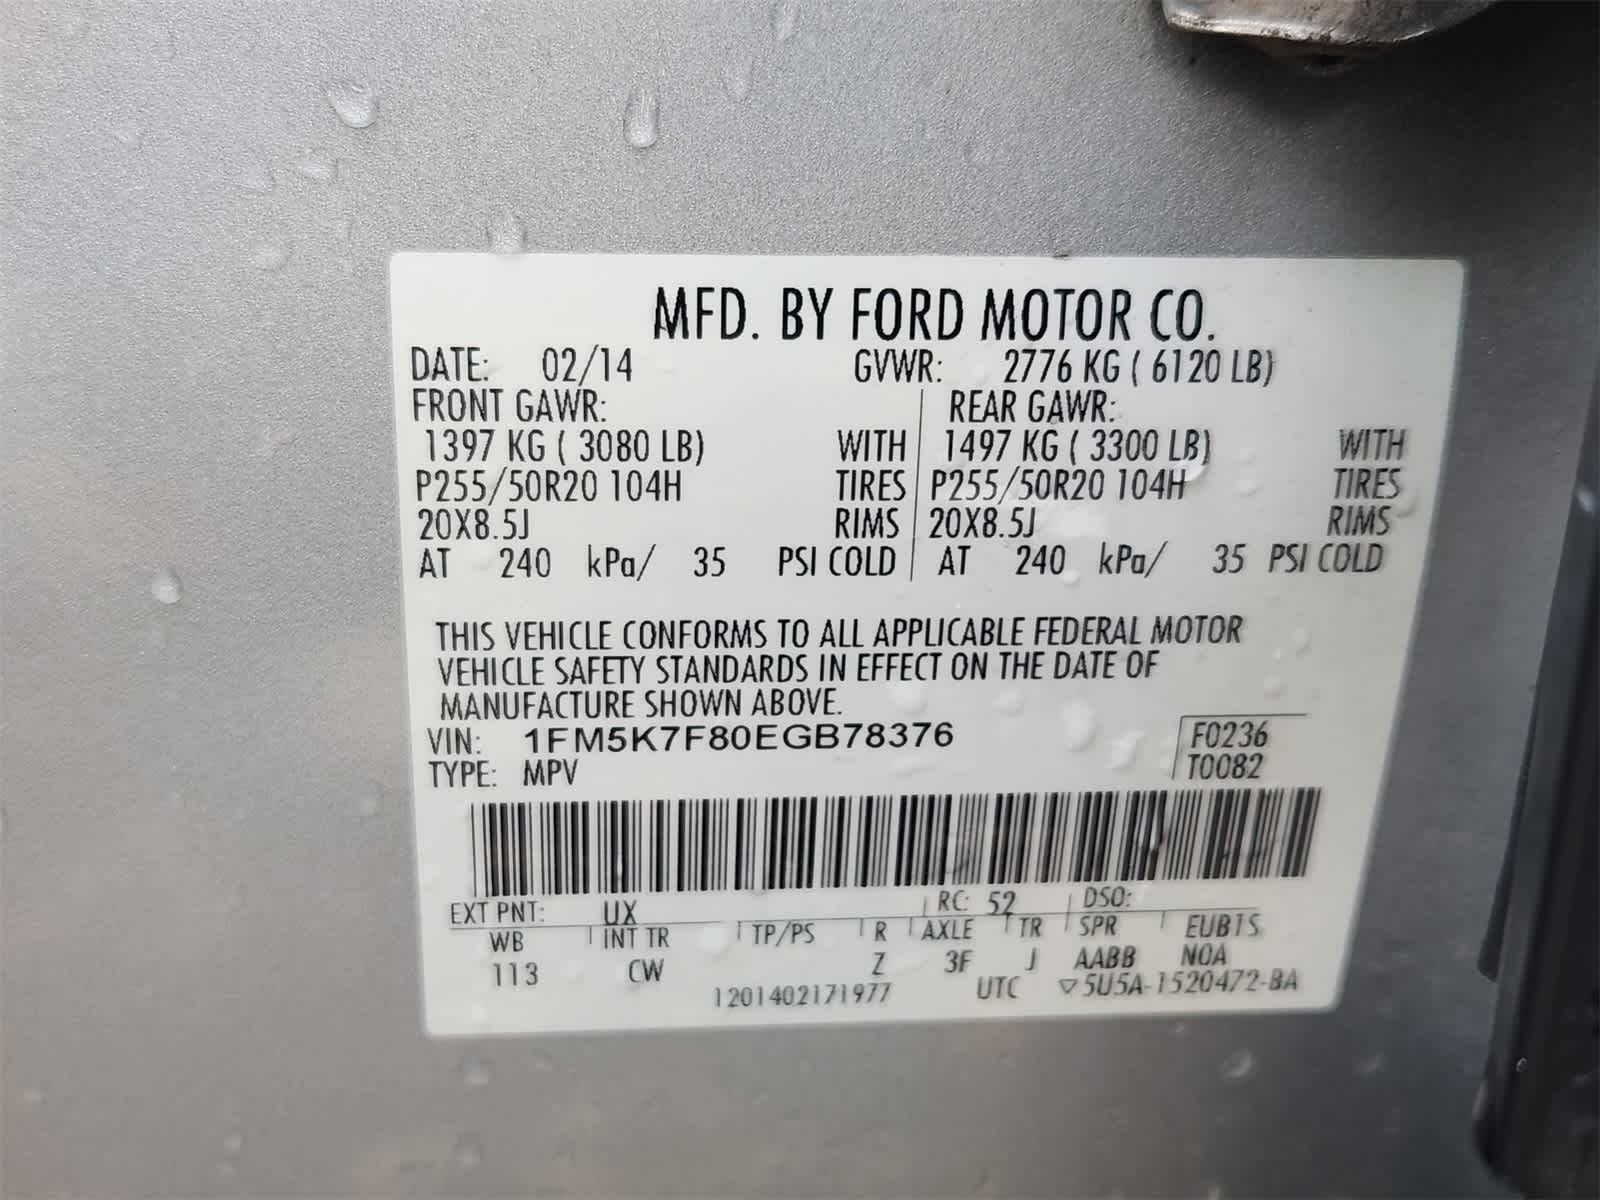 MFD. BY FORD MOTOR CO.
DATE: 02/14 GVWR: 2776 KG ( 6120 LB)
FRONT GAWR: REAR GAWR:
1397 KG ( 3080 LB) WITH 1497 KG ( 3300 LB) WITH
P255/50R20 104H TIRES P255/50R20 104H TIRES
20X8.5J RIMS 20X8.5J RIMS
AT 240 kPa/ 35 PSI COLD AT 240 kPa/ 35 PSI COLD
THIS VEHICLE CONFORMS TO ALL APPLICABLE FEDERAL MOTOR
VEHICLE SAFETY STANDARDS IN EFFECT ON THE DATE OF
MANUFACTURE SHOWN ABOVE.
VIN: 1FM5K7F80EGB78376 F0236
TYPE: MPV T0082
EXT PNT: UX RC: 52 DSO:
WB INT TR TP/PS R AXLE TR SPR EUB1S
113 CW Z 3F J AABB NOA
1201402171977 UTC ▽5U5A-1520472-BA